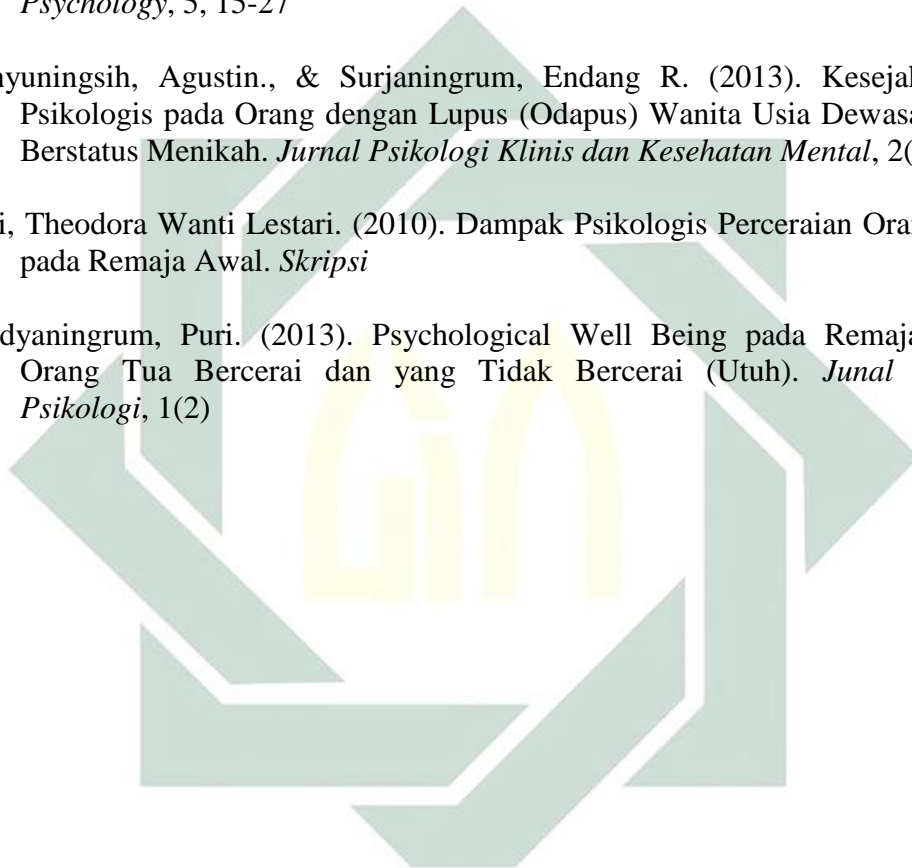 Psychology, 5, 15-27
nyuningsih, Agustin., & Surjaningrum, Endang R. (2013). Kesejah
Psikologis pada Orang dengan Lupus (Odapus) Wanita Usia Dewasa
Berstatus Menikah. Jurnal Psikologi Klinis dan Kesehatan Mental, 2(
i, Theodora Wanti Lestari. (2010). Dampak Psikologis Perceraian Oran
pada Remaja Awal. Skripsi
dyaningrum, Puri. (2013). Psychological Well Being pada Remaja
Orang Tua Bercerai dan yang Tidak Bercerai (Utuh). Junal
Psikologi, 1(2)